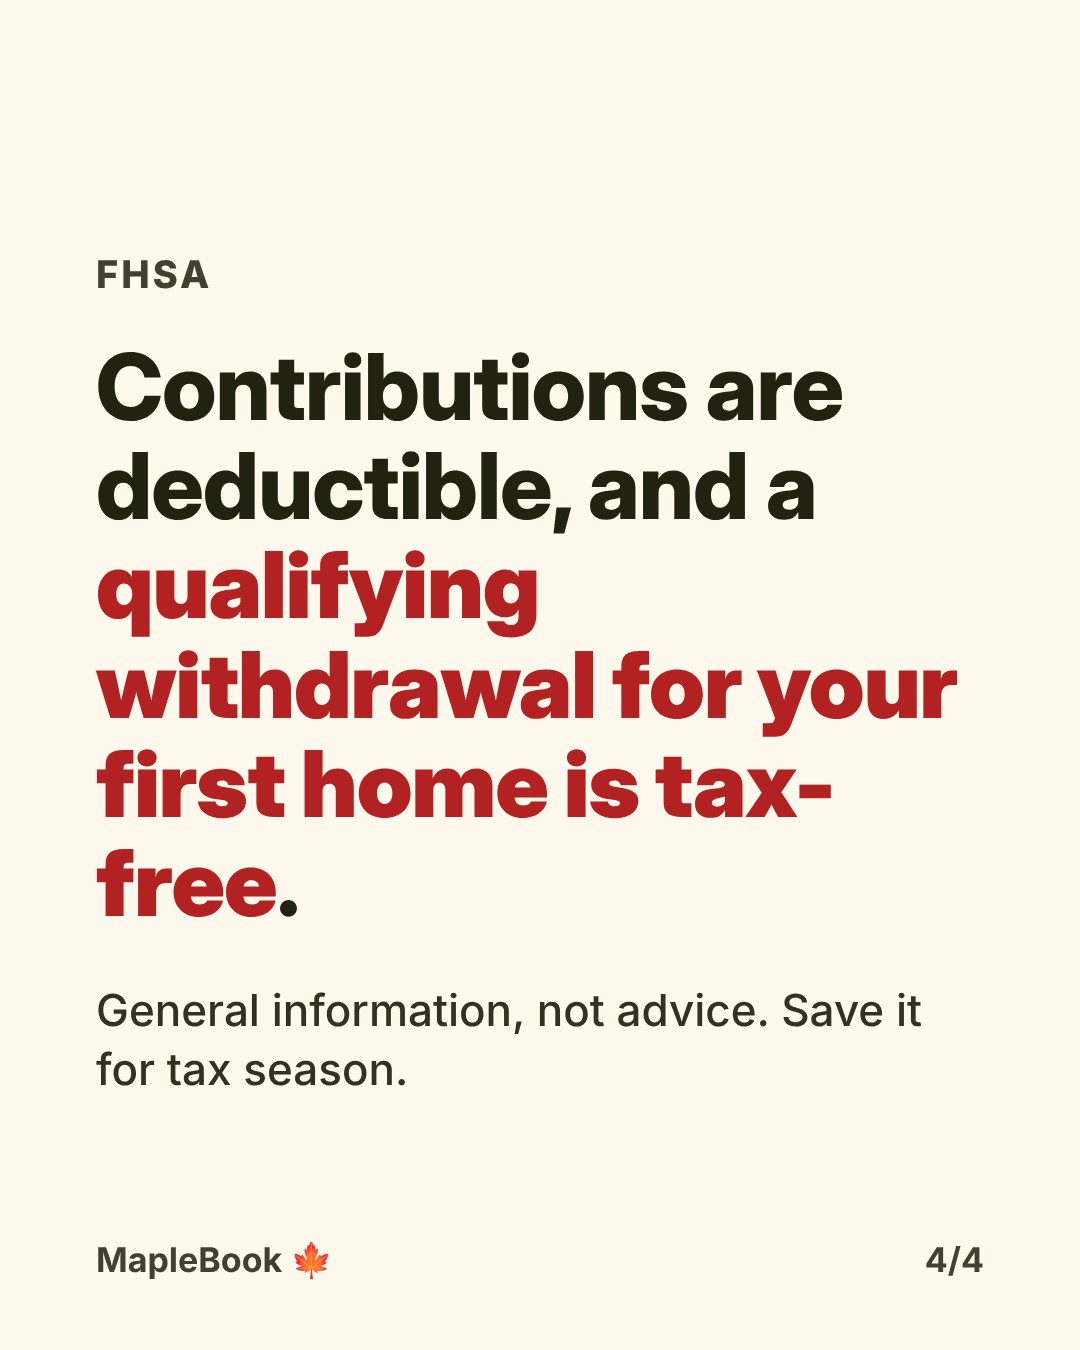 FHSA
Contributions are
deductible, and a
qualifying
withdrawal for your
first home is tax-
free.
General information, not advice. Save it
for tax season.
MapleBook 🍁
4/4